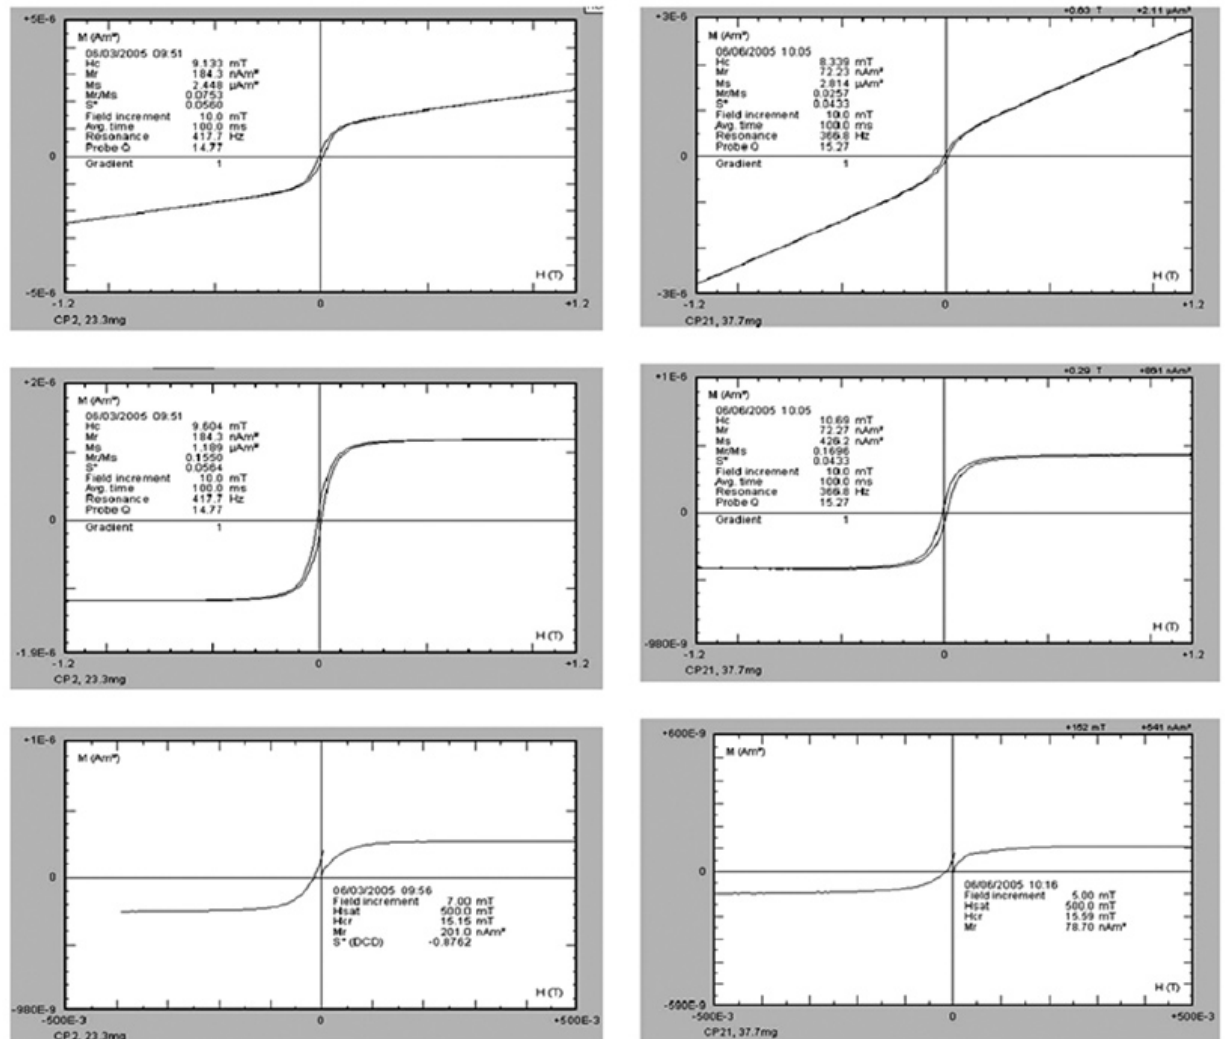 +5E-6
M (Am²)
06/03/2005 09:51
Hc 9.133 mT
Mr 184.3 nAm²
Ms 2.448 µAm²
Mr/Ms 0.0753
S* 0.0560
Field increment 10.0 mT
Avg. time 100.0 ms
Resonance 417.7 Hz
Probe Q 14.77
Gradient 1
0
H (T)
-5E-6
-1.2 0 +1.2
CP2, 23.3mg
+0.63 T +2.11 µAm²
+3E-6
M (Am²)
06/06/2005 10:05
Hc 8.339 mT
Mr 72.23 nAm²
Ms 2.814 µAm²
Mr/Ms 0.0257
S* 0.0433
Field increment 10.0 mT
Avg. time 100.0 ms
Resonance 366.8 Hz
Probe Q 15.27
Gradient 1
0
H (T)
-3E-6
-1.2 0 +1.2
CP21, 37.7mg
+2E-6
M (Am²)
06/03/2005 09:51
Hc 9.604 mT
Mr 184.3 nAm²
Ms 1.189 µAm²
Mr/Ms 0.1550
S* 0.0564
Field increment 10.0 mT
Avg. time 100.0 ms
Resonance 417.7 Hz
Probe Q 14.77
Gradient 1
0
H (T)
-1.9E-6
-1.2 0 +1.2
CP2, 23.3mg
+0.29 T
+1E-6
M (Am²)
06/06/2005 10:05
Hc 10.69 mT
Mr 72.27 nAm²
Ms 426.2 nAm²
Mr/Ms 0.1696
S* 0.0433
Field increment 10.0 mT
Avg. time 100.0 ms
Resonance 366.8 Hz
Probe Q 15.27
Gradient 1
0
H (T)
-980E-9
-1.2 0 +1.2
CP21, 37.7mg
+1E-6
M (Am²)
0
06/03/2005 09:56
Field increment 7.00 mT
Hsat 500.0 mT
Hcr 15.15 mT
Mr 201.0 nAm²
S* (DCD) -0.8762
H (T)
-980E-9
-500E-3 0 +500E-3
CP2, 23.3mg
+152 mT +541 nAm²
+600E-9
M (Am²)
0
06/06/2005 10:16
Field increment 5.00 mT
Hsat 500.0 mT
Hcr 15.59 mT
Mr 78.70 nAm²
H (T)
-590E-9
-500E-3 0 +500E-3
CP21, 37.7mg